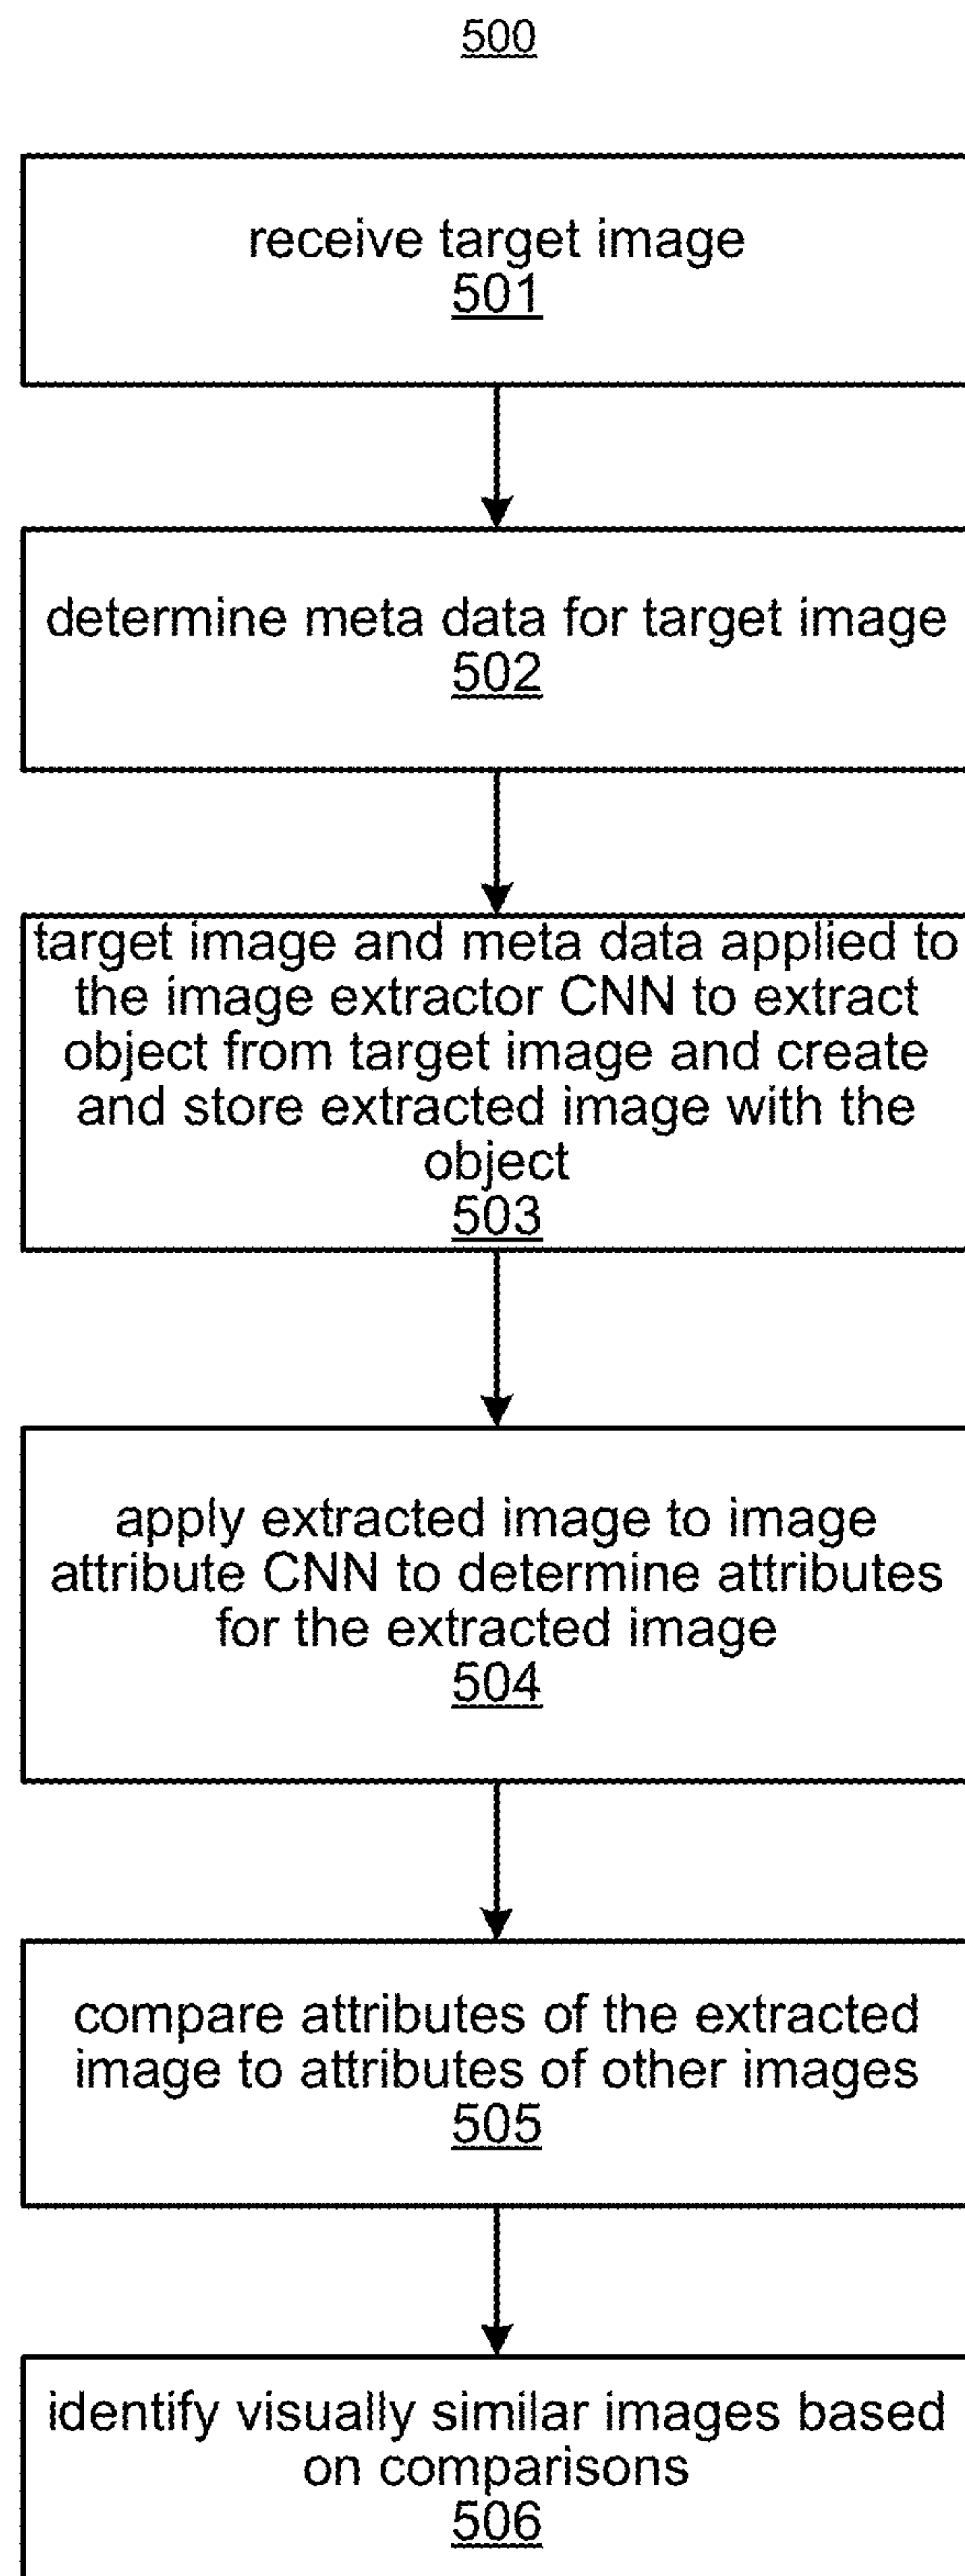 500
receive target image
501
determine meta data for target image
502
target image and meta data applied to
the image extractor CNN to extract
object from target image and create
and store extracted image with the
object
503
apply extracted image to image
attribute CNN to determine attributes
for the extracted image
504
compare attributes of the extracted
image to attributes of other images
505
identify visually similar images based
on comparisons
506